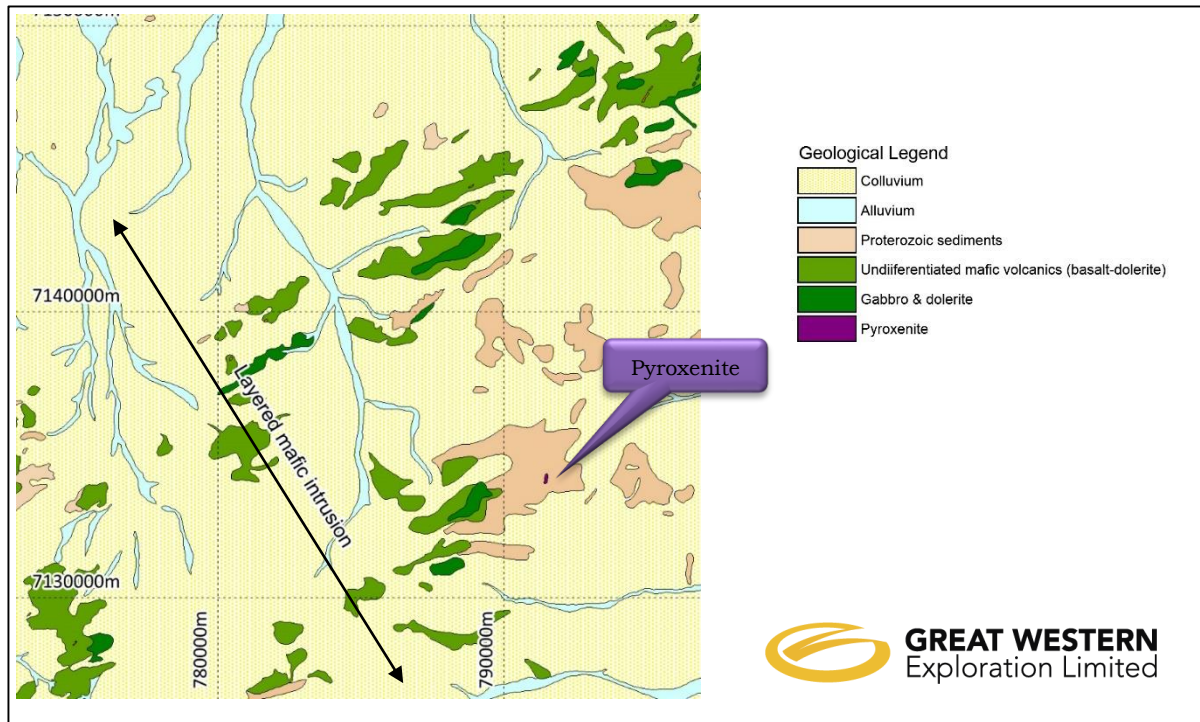 7140000m
7130000m
780000m
790000m
Layered mafic intrusion
Pyroxenite
Geological Legend
Colluvium
Alluvium
Proterozoic sediments
Undiiferentiated mafic volcanics (basalt-dolerite)
Gabbro & dolerite
Pyroxenite
GREAT WESTERN
Exploration Limited